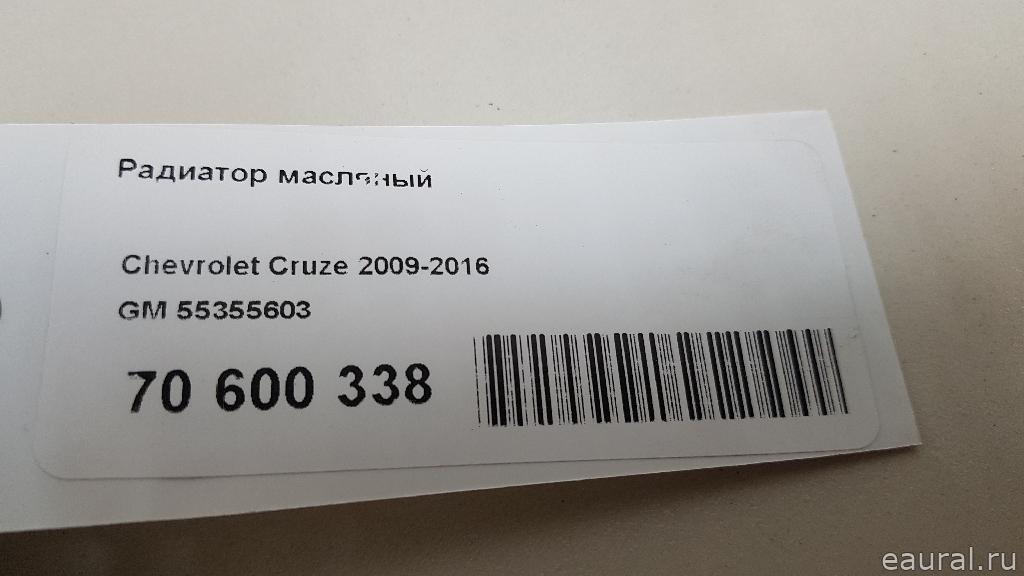 Радиатор масляный
Chevrolet Cruze 2009-2016
GM 55355603
70 600 338
eaural.ru